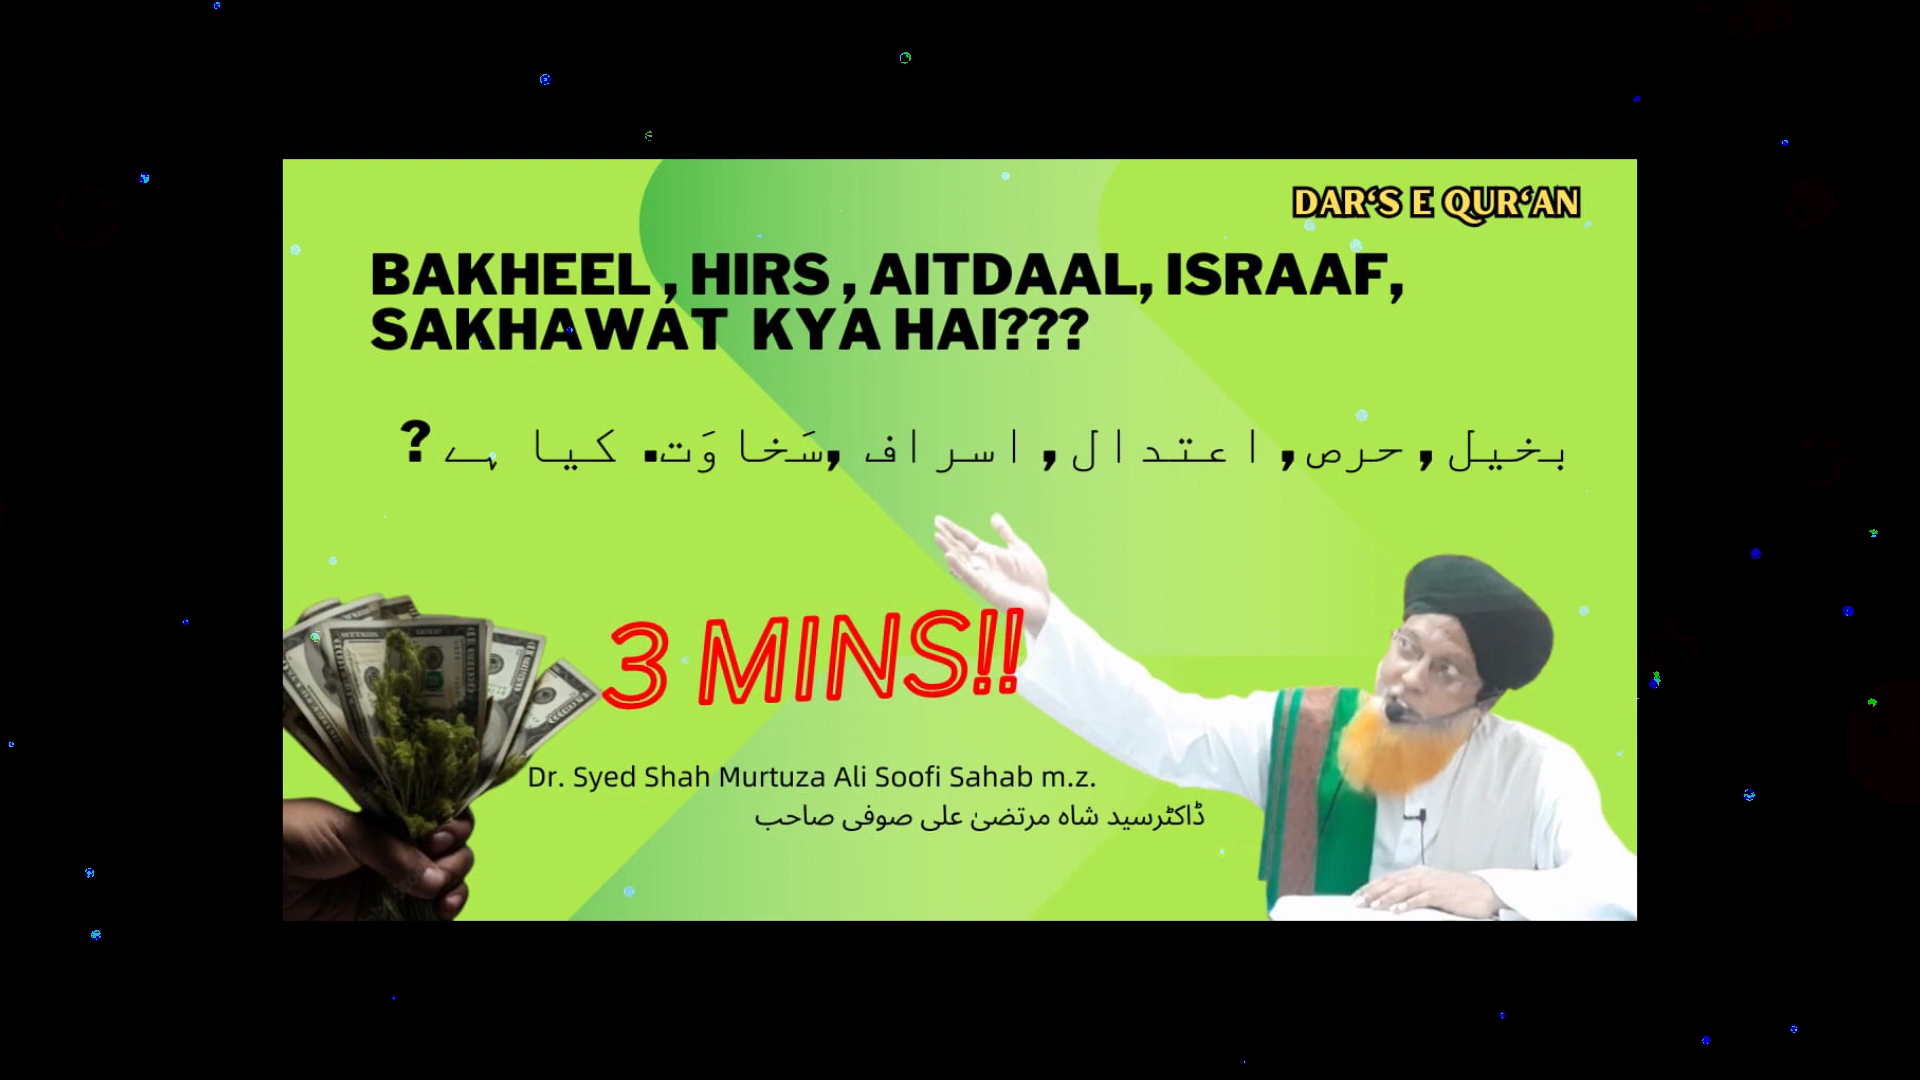 DAR‘S E QUR‘AN
BAKHEEL , HIRS , AITDAAL, ISRAAF,
SAKHAWAT KYA HAI???
بخیل , حرص , اعتدال , اسراف ,سَخاوَت. کیا ہے ?
3 MINS!!
Dr. Syed Shah Murtuza Ali Soofi Sahab m.z.
ڈاکٹرسید شاہ مرتضیٰ علی صوفی صاحب